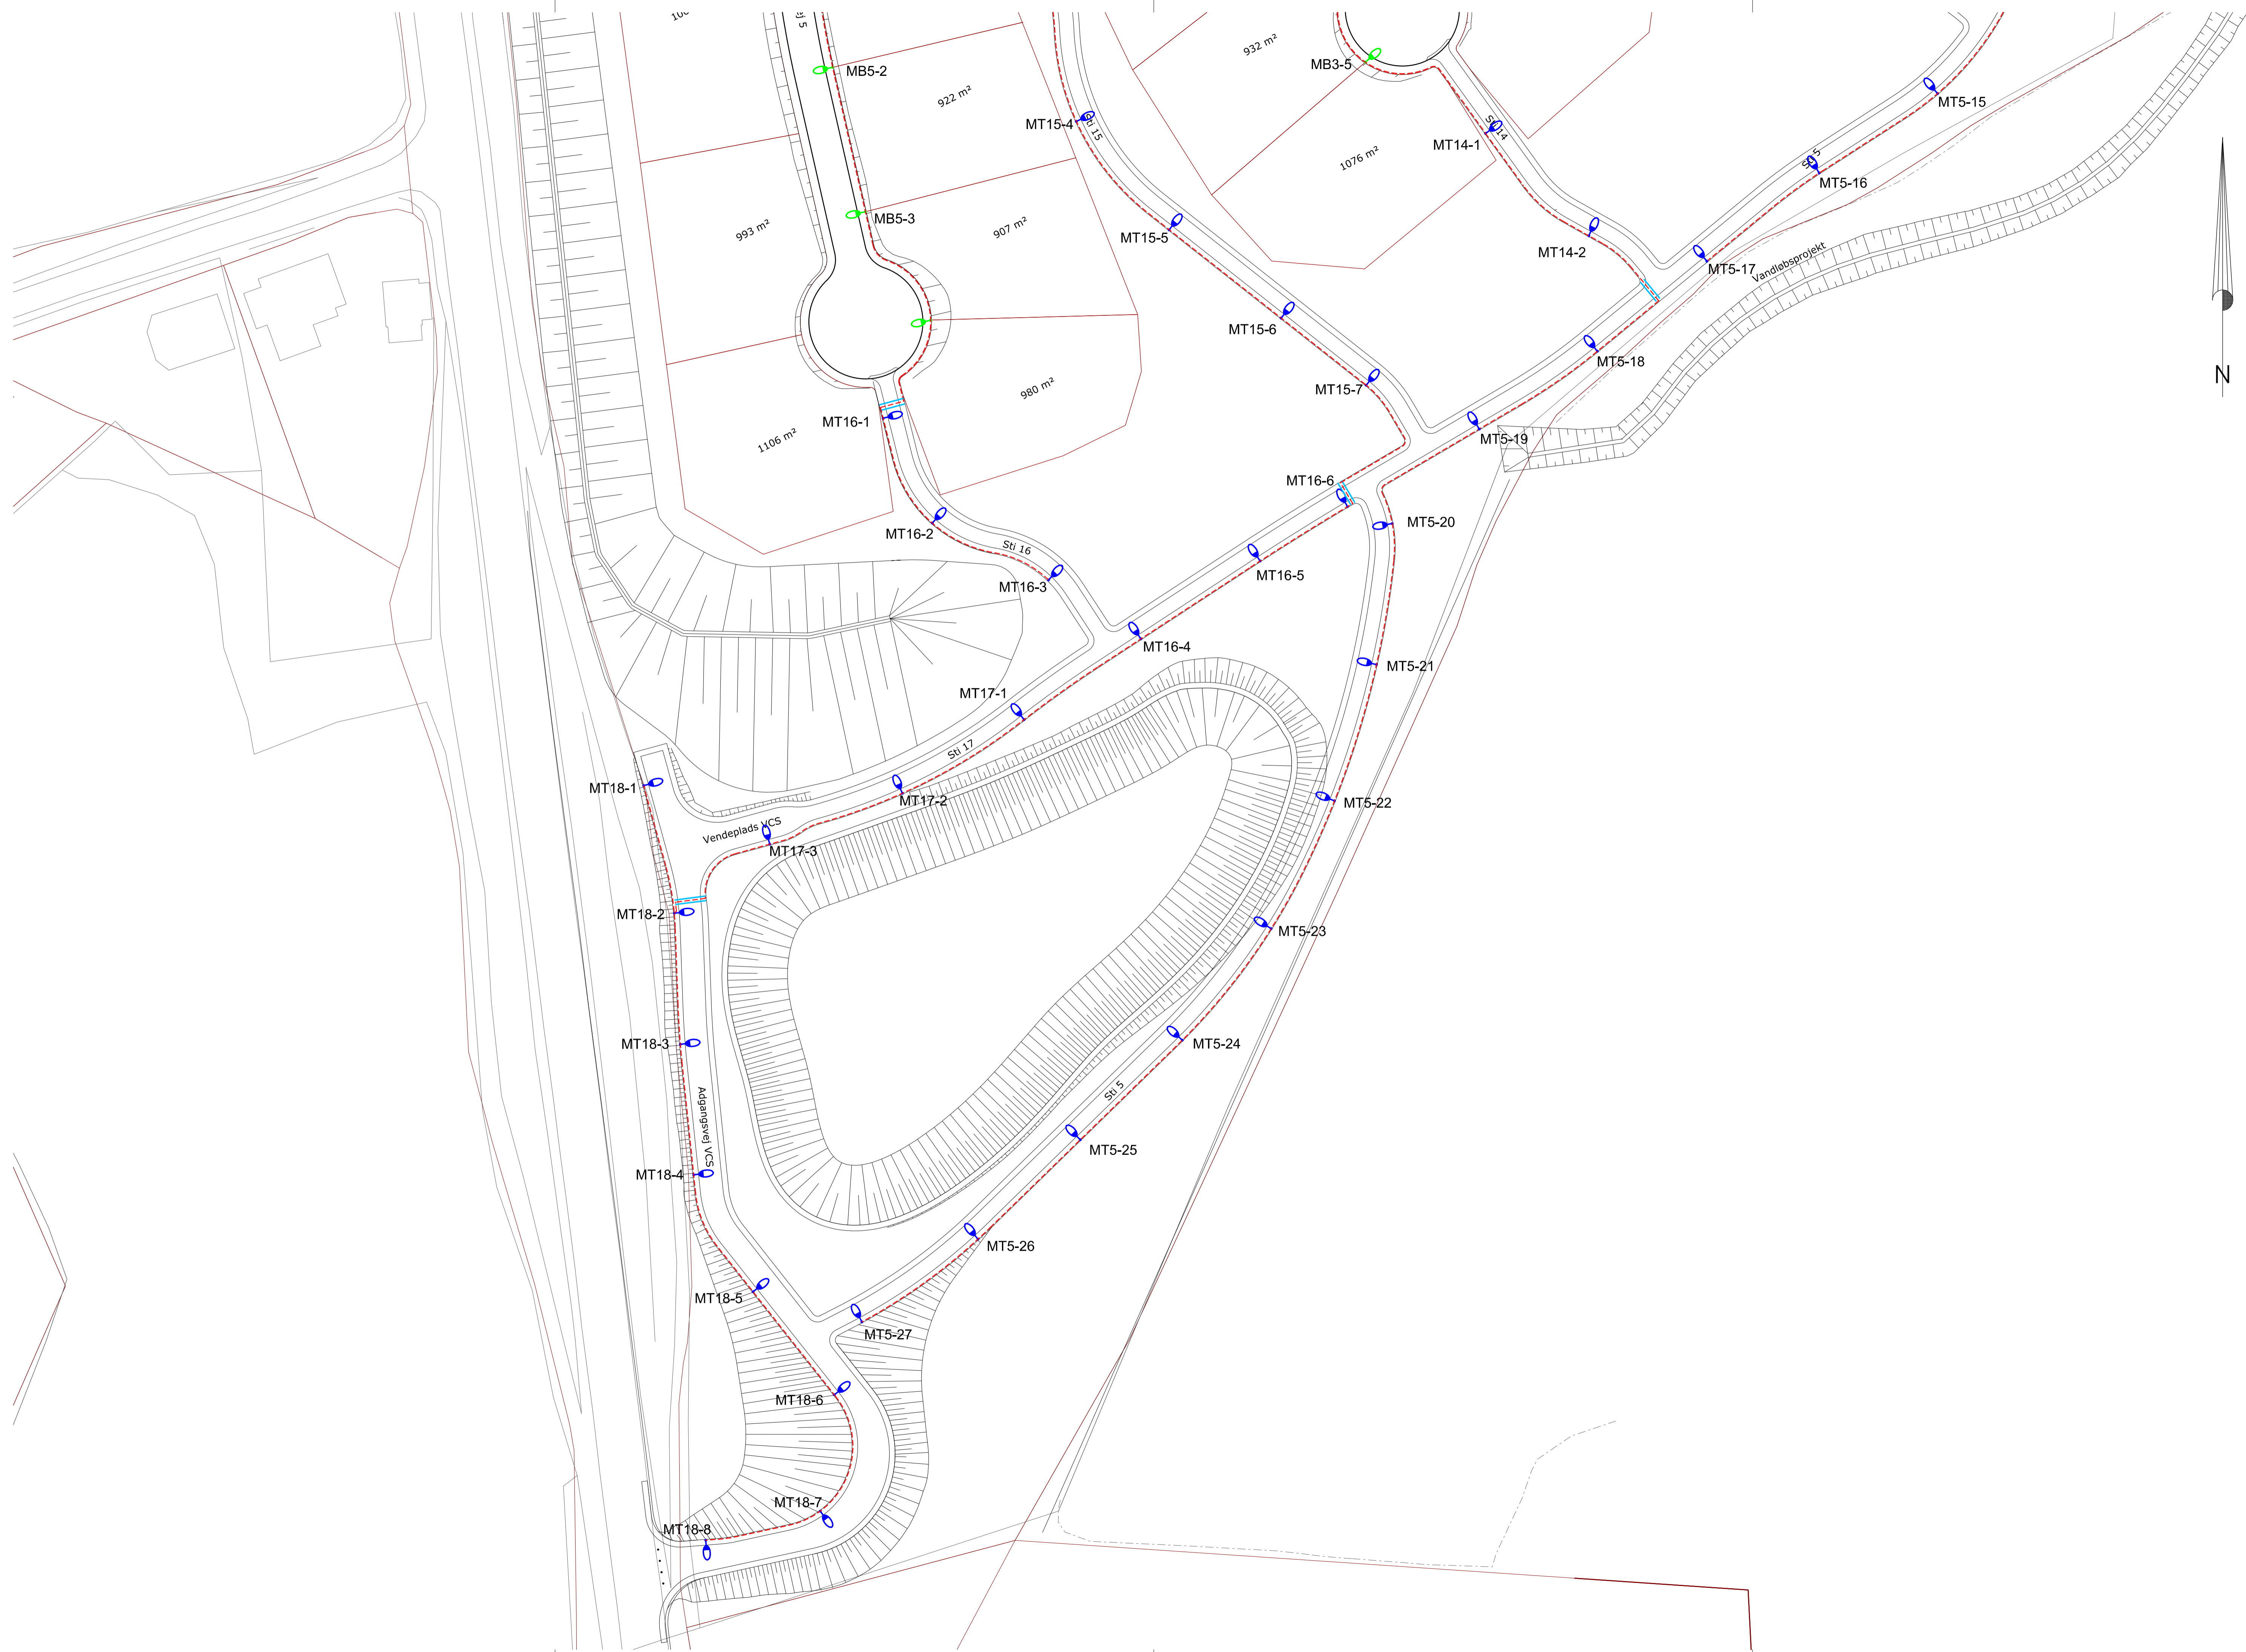 MB5-2
922 m²
932 m²
MB3-5
MT5-15
MT15-4
Sti 15
MT14-1
Sti 14
1076 m²
Sti 5
MT5-16
993 m²
MB5-3
907 m²
MT15-5
MT14-2
MT5-17
Vandløbsprojekt
MT15-6
MT5-18
N
980 m²
MT15-7
MT16-1
1106 m²
MT5-19
MT16-6
MT5-20
MT16-2
Sti 16
MT16-3
MT16-5
MT16-4
MT5-21
MT17-1
Sti 17
MT18-1
MT17-2
MT5-22
Vendeplads VCS
MT17-3
MT18-2
MT5-23
MT18-3
MT5-24
Adgangsvej VCS
Sti 5
MT5-25
MT18-4
MT5-26
MT18-5
MT5-27
MT18-6
MT18-7
MT18-8